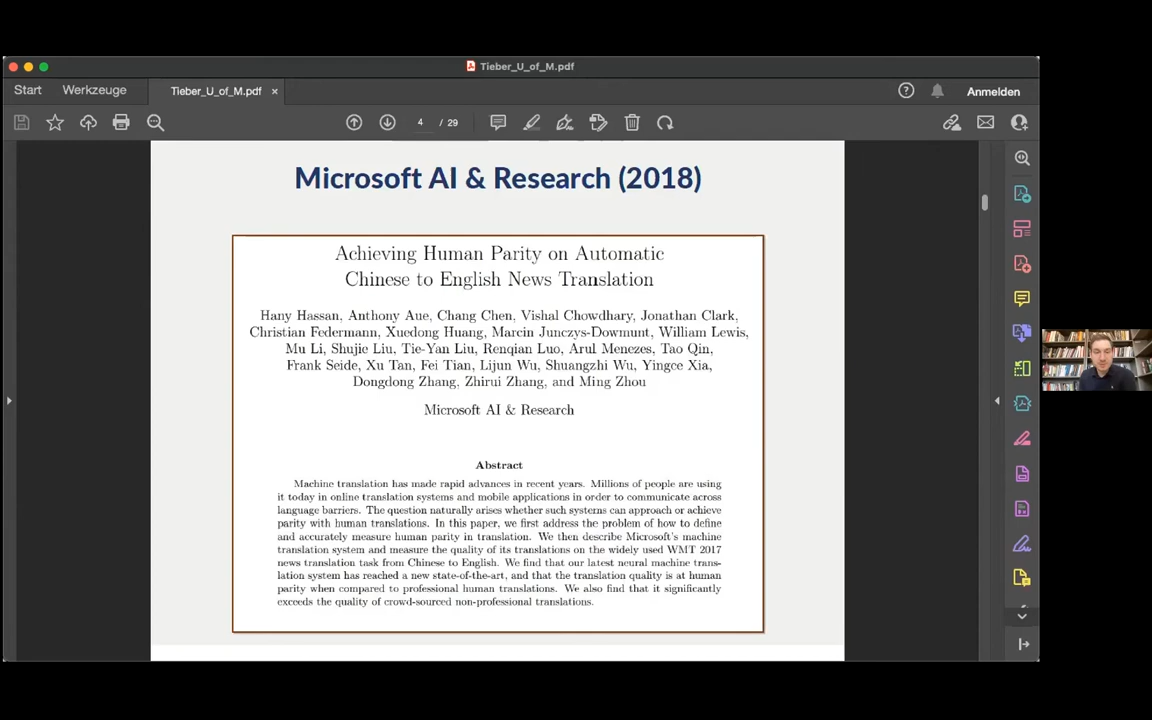 Tieber_U_of_M.pdf
Start
Werkzeuge
Tieber_U_of_M.pdf ×
Anmelden
4 / 29
Microsoft AI & Research (2018)
Achieving Human Parity on Automatic
Chinese to English News Translation
Hany Hassan, Anthony Aue, Chang Chen, Vishal Chowdhary, Jonathan Clark,
Christian Federmann, Xuedong Huang, Marcin Junczys-Dowmunt, William Lewis,
Mu Li, Shujie Liu, Tie-Yan Liu, Renqian Luo, Arul Menezes, Tao Qin,
Frank Seide, Xu Tan, Fei Tian, Lijun Wu, Shuangzhi Wu, Yingce Xia,
Dongdong Zhang, Zhirui Zhang, and Ming Zhou
Microsoft AI & Research
Abstract
Machine translation has made rapid advances in recent years. Millions of people are using
it today in online translation systems and mobile applications in order to communicate across
language barriers. The question naturally arises whether such systems can approach or achieve
parity with human translations. In this paper, we first address the problem of how to define
and accurately measure human parity in translation. We then describe Microsoft's machine
translation system and measure the quality of its translations on the widely used WMT 2017
news translation task from Chinese to English. We find that our latest neural machine trans-
lation system has reached a new state-of-the-art, and that the translation quality is at human
parity when compared to professional human translations. We also find that it significantly
exceeds the quality of crowd-sourced non-professional translations.